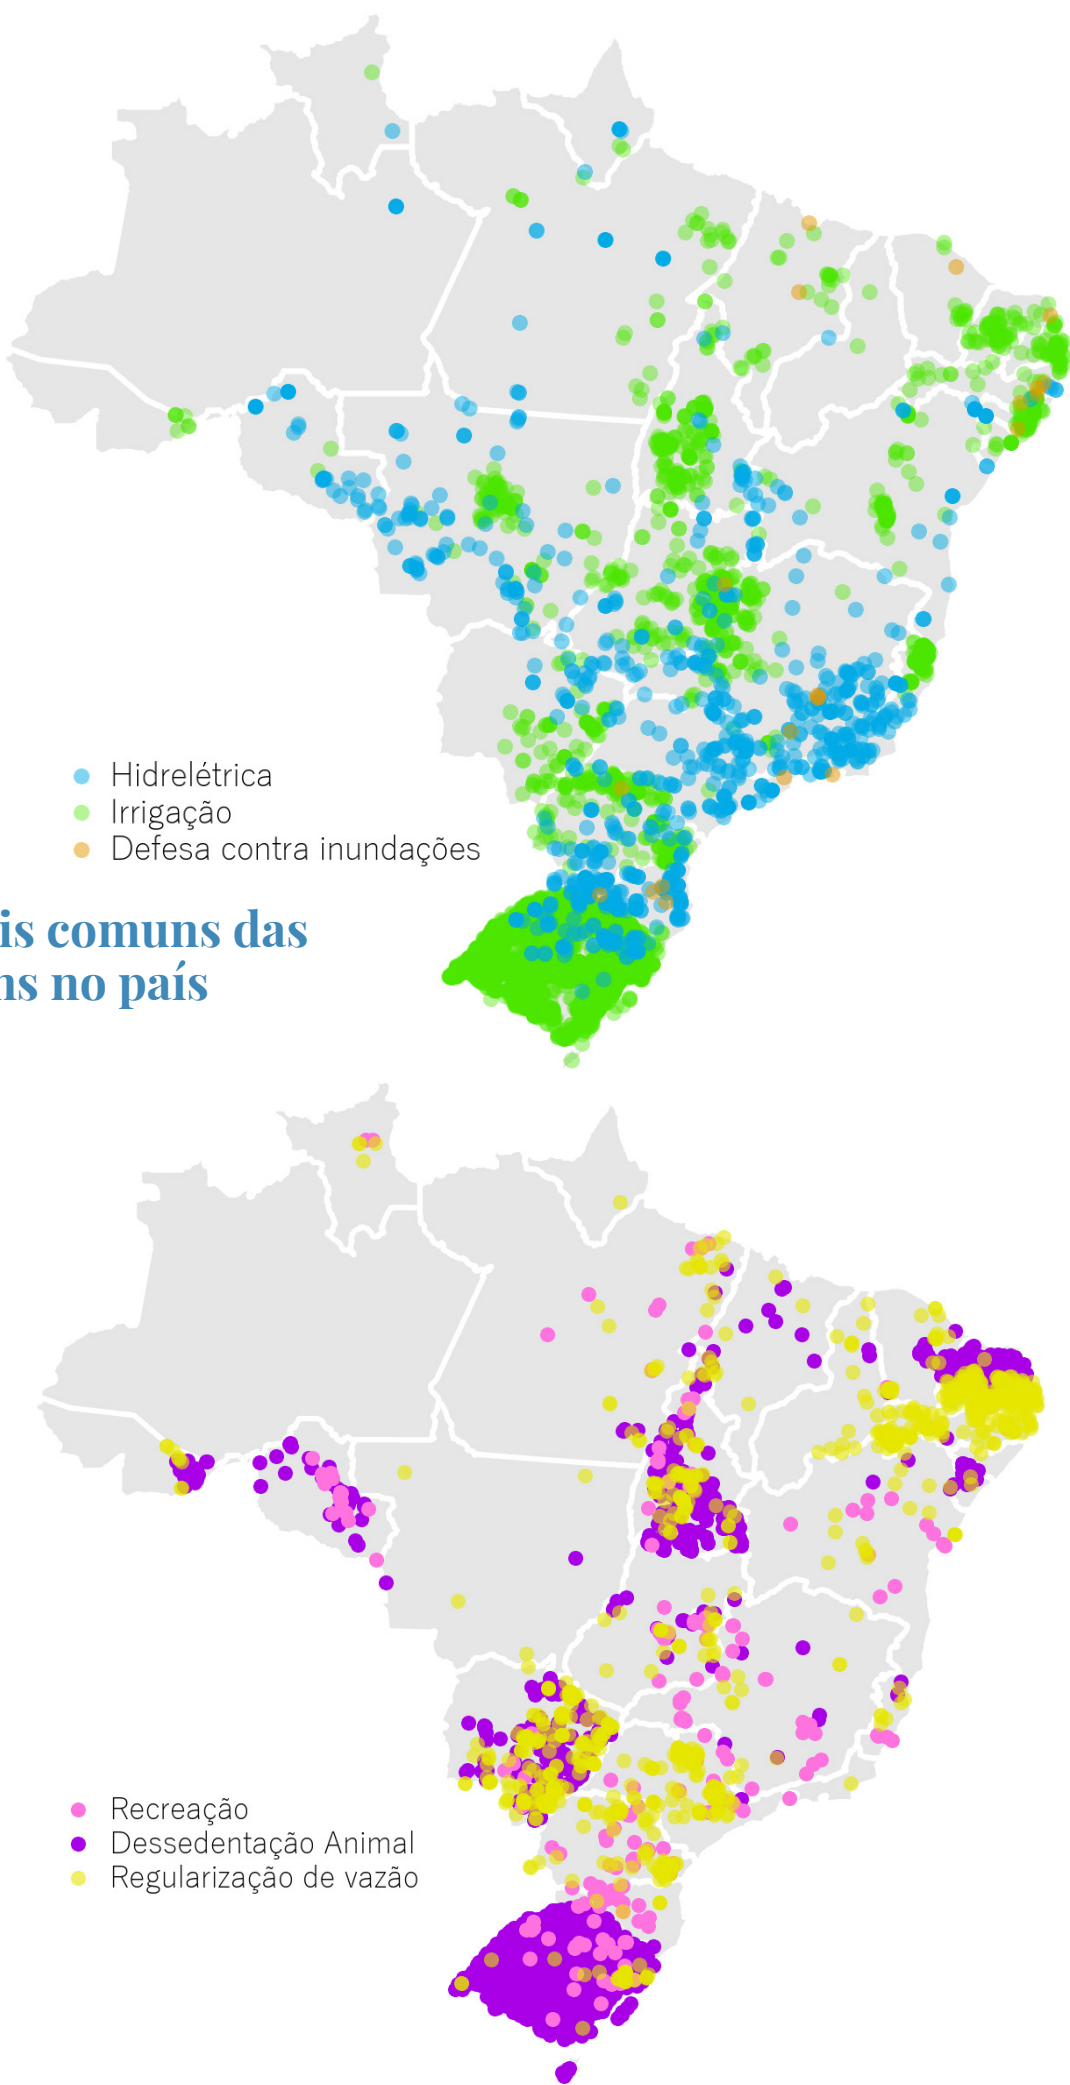 Hidrelétrica
Irrigação
Defesa contra inundações
is comuns das
ns no país
Recreação
Dessedentação Animal
Regularização de vazão